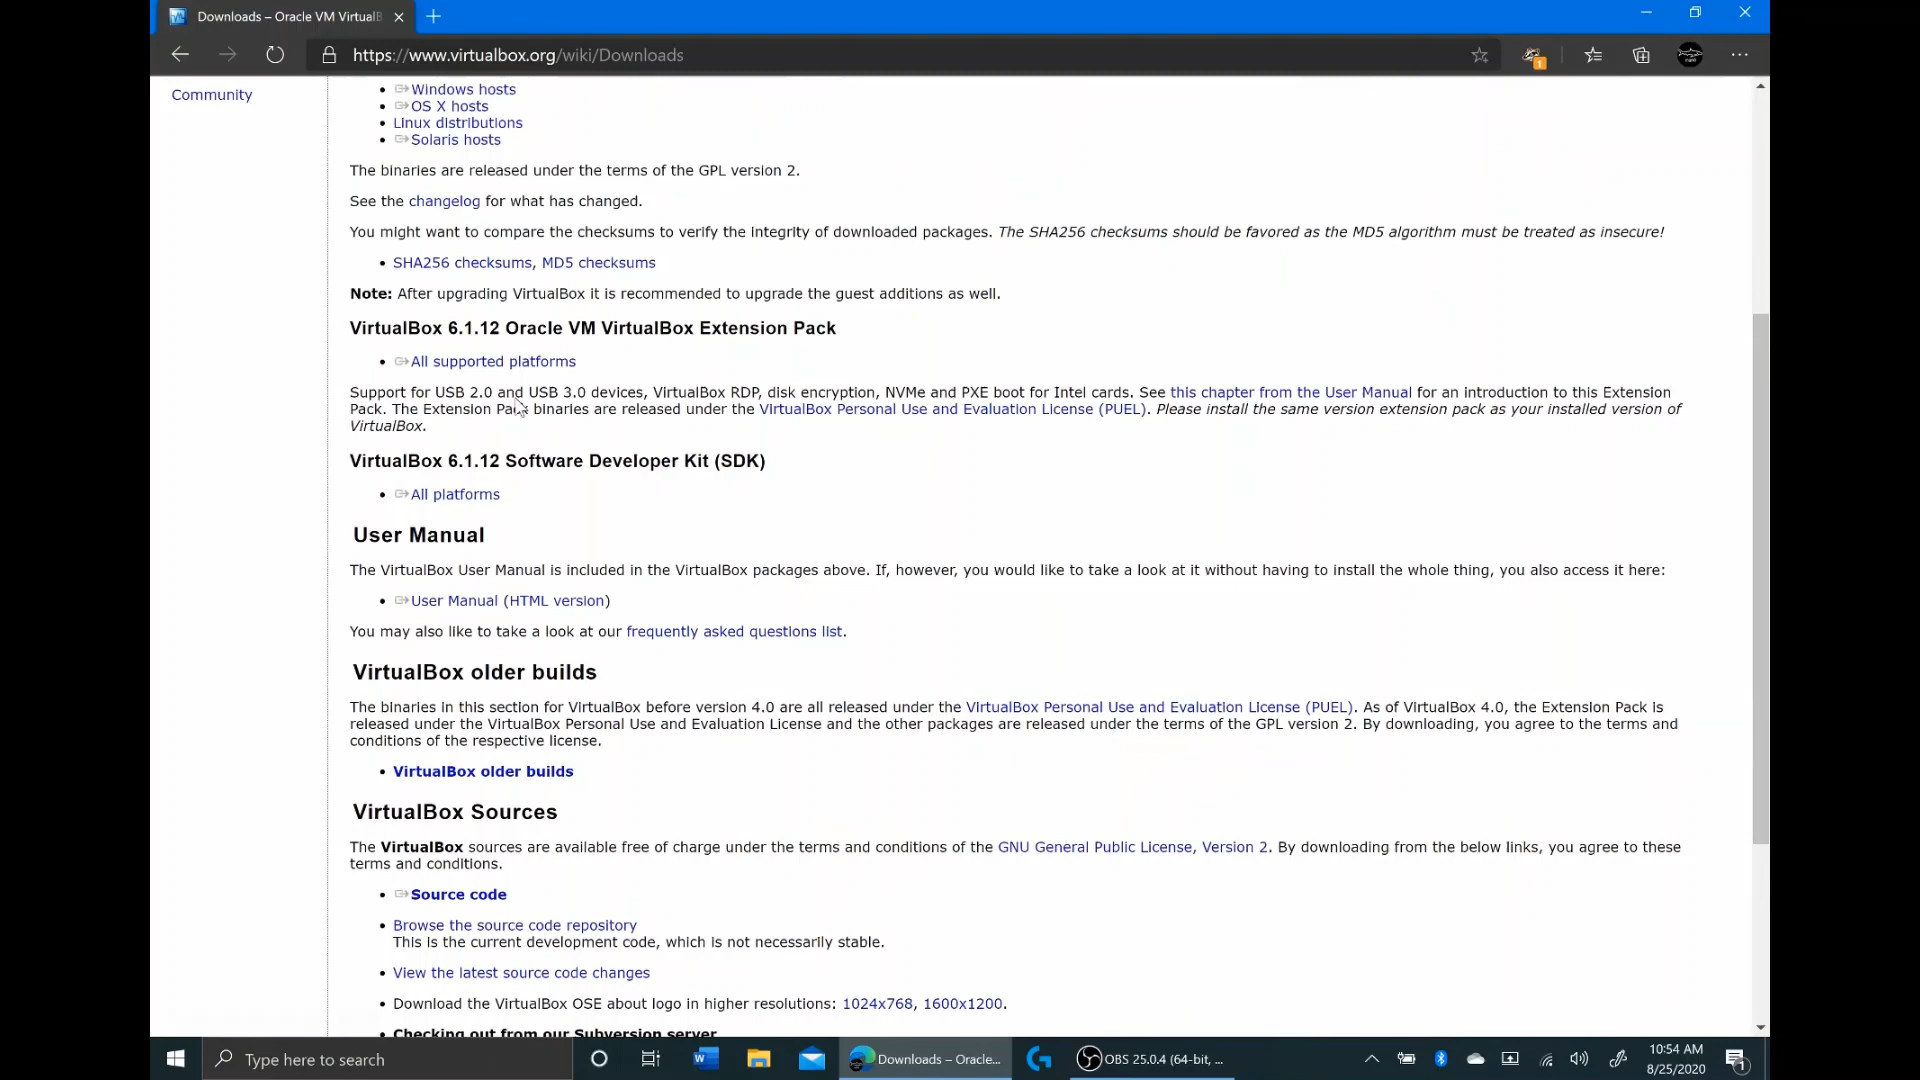 Downloads – Oracle VM VirtualB
https://www.virtualbox.org/wiki/Downloads
1
Community
Windows hosts
OS X hosts
Linux distributions
Solaris hosts
The binaries are released under the terms of the GPL version 2.
See the changelog for what has changed.
You might want to compare the checksums to verify the integrity of downloaded packages. The SHA256 checksums should be favored as the MD5 algorithm must be treated as insecure!
SHA256 checksums, MD5 checksums
Note: After upgrading VirtualBox it is recommended to upgrade the guest additions as well.
VirtualBox 6.1.12 Oracle VM VirtualBox Extension Pack
All supported platforms
Support for USB 2.0 and USB 3.0 devices, VirtualBox RDP, disk encryption, NVMe and PXE boot for Intel cards. See this chapter from the User Manual for an introduction to this Extension
Pack. The Extension Pack binaries are released under the VirtualBox Personal Use and Evaluation License (PUEL). Please install the same version extension pack as your installed version of
VirtualBox.
VirtualBox 6.1.12 Software Developer Kit (SDK)
All platforms
User Manual
The VirtualBox User Manual is included in the VirtualBox packages above. If, however, you would like to take a look at it without having to install the whole thing, you also access it here:
User Manual (HTML version)
You may also like to take a look at our frequently asked questions list.
VirtualBox older builds
The binaries in this section for VirtualBox before version 4.0 are all released under the VirtualBox Personal Use and Evaluation License (PUEL). As of VirtualBox 4.0, the Extension Pack is
released under the VirtualBox Personal Use and Evaluation License and the other packages are released under the terms of the GPL version 2. By downloading, you agree to the terms and
conditions of the respective license.
VirtualBox older builds
VirtualBox Sources
The VirtualBox sources are available free of charge under the terms and conditions of the GNU General Public License, Version 2. By downloading from the below links, you agree to these
terms and conditions.
Source code
Browse the source code repository
This is the current development code, which is not necessarily stable.
View the latest source code changes
Download the VirtualBox OSE about logo in higher resolutions: 1024x768, 1600x1200.
Checking out from our Subversion server
Type here to search
Downloads – Oracle...
OBS 25.0.4 (64-bit, ...
10:54 AM
8/25/2020
1